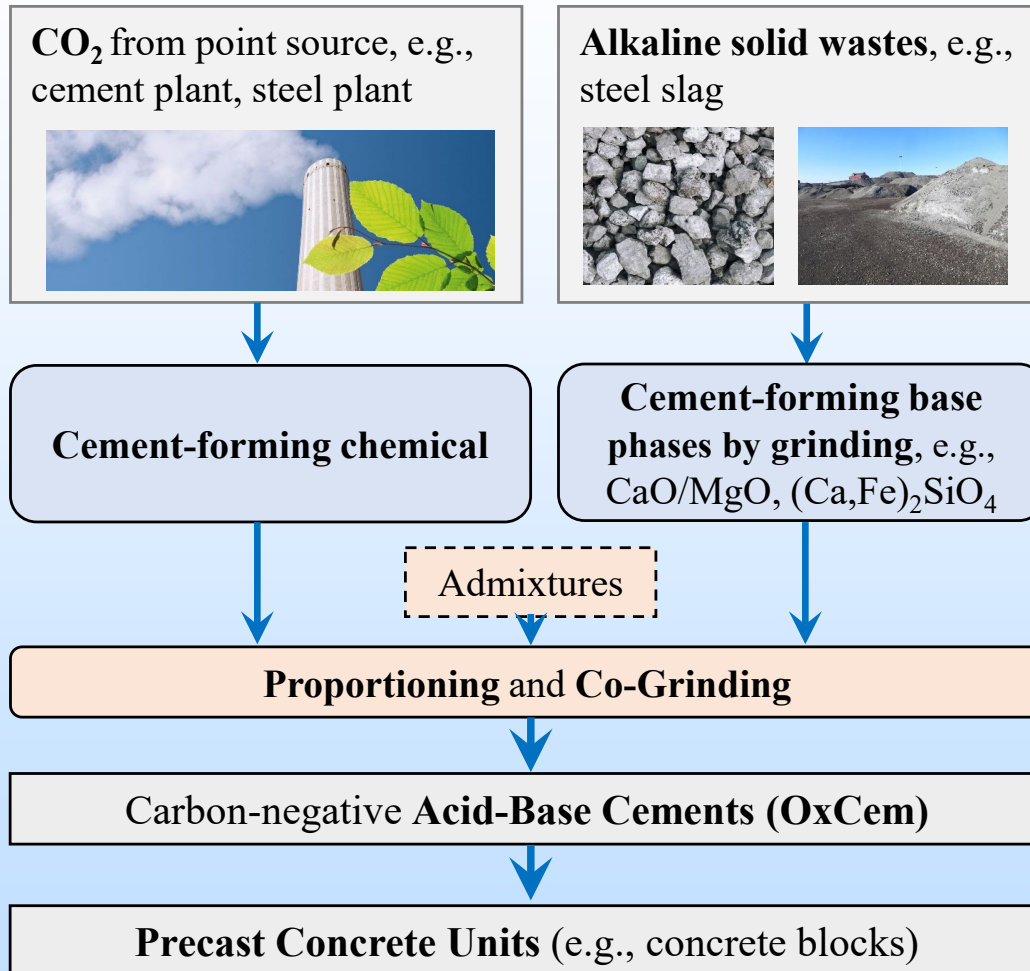 CO₂ from point source, e.g.,
cement plant, steel plant
Alkaline solid wastes, e.g.,
steel slag
Cement-forming chemical
Cement-forming base
phases by grinding, e.g.,
CaO/MgO, (Ca,Fe)₂SiO₄
Admixtures
Proportioning and Co-Grinding
Carbon-negative Acid-Base Cements (OxCem)
Precast Concrete Units (e.g., concrete blocks)